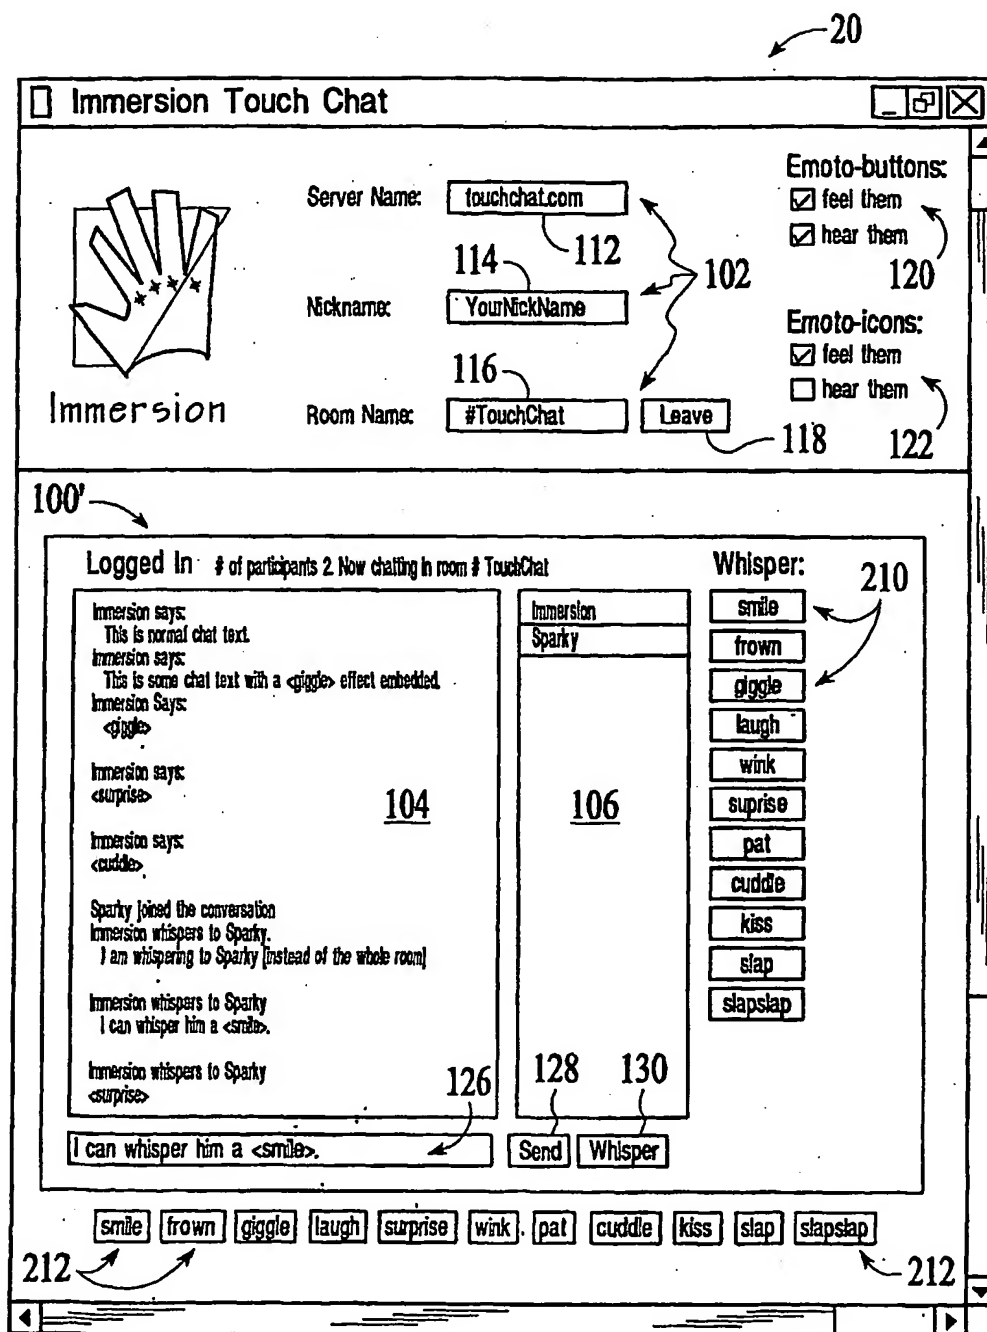 20
Immersion Touch Chat
Emoto-buttons:
Server Name: touchchat.com
feel them
hear them
112
120
114
102
Nickname: YourNickName
Emoto-icons:
feel them
hear them
116
Immersion
Room Name: #TouchChat Leave
118
122
100'
Logged In # of participants 2. Now chatting in room # TouchChat
Whisper:
210
Immersion says:
This is normal chat text.
Immersion says:
This is some chat text with a <giggle> effect embedded.
Immersion Says:
<giggle>
Immersion says:
<surprise>
104
Immersion says:
<cuddle>
Sparky joined the conversation
Immersion whispers to Sparky.
I am whispering to Sparky [instead of the whole room]
Immersion whispers to Sparky
I can whisper him a <smile>.
Immersion whispers to Sparky
<surprise>
126
Immersion
Sparky
106
128 130
smile
frown
giggle
laugh
wink
suprise
pat
cuddle
kiss
slap
slapslap
I can whisper him a <smile>. Send Whisper
smile frown giggle laugh surprise wink pat cuddle kiss slap slapslap
212 212